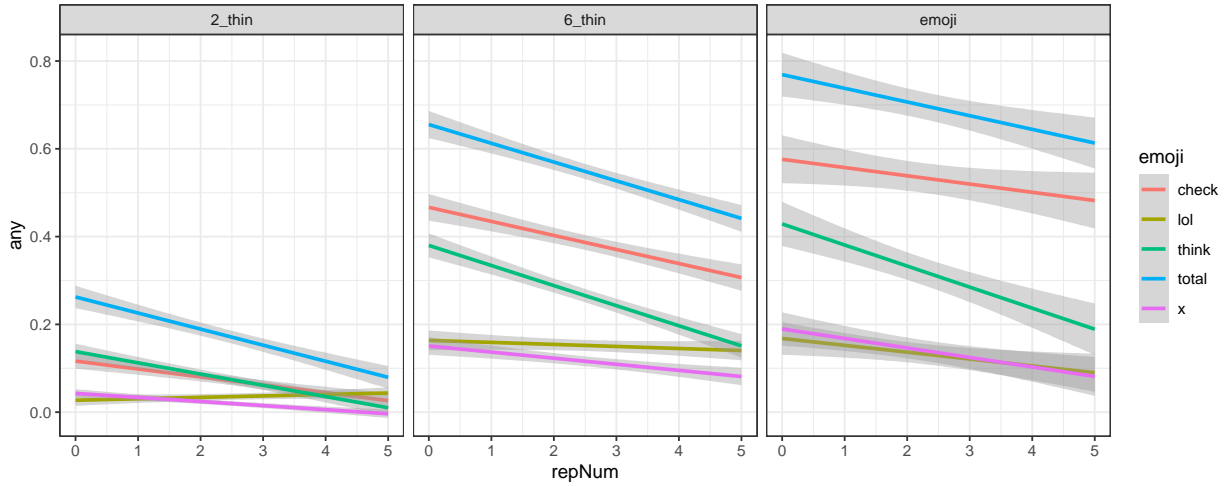 2_thin
6_thin
emoji
any
0.8
0.6
0.4
0.2
0.0
0 1 2 3 4 5
0 1 2 3 4 5
0 1 2 3 4 5
repNum
emoji
check
lol
think
total
x